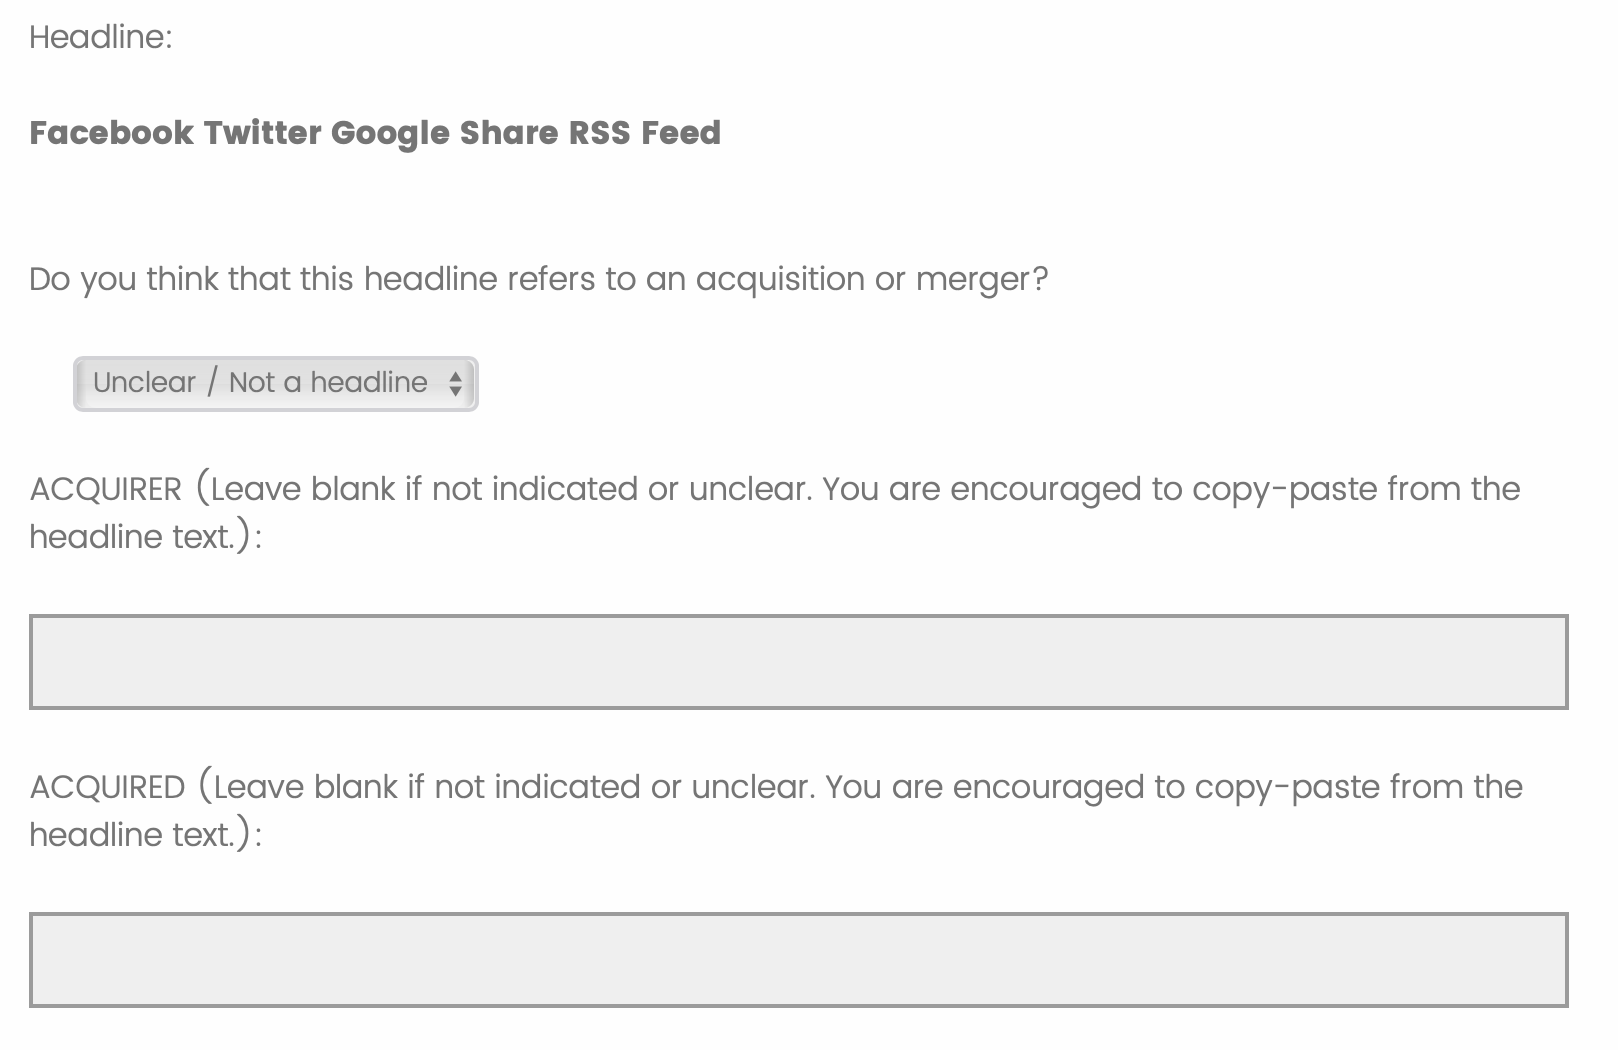 Headline:
Facebook Twitter Google Share RSS Feed
Do you think that this headline refers to an acquisition or merger?
Unclear / Not a headline
ACQUIRER (Leave blank if not indicated or unclear. You are encouraged to copy-paste from the
headline text.):
ACQUIRED (Leave blank if not indicated or unclear. You are encouraged to copy-paste from the
headline text.):